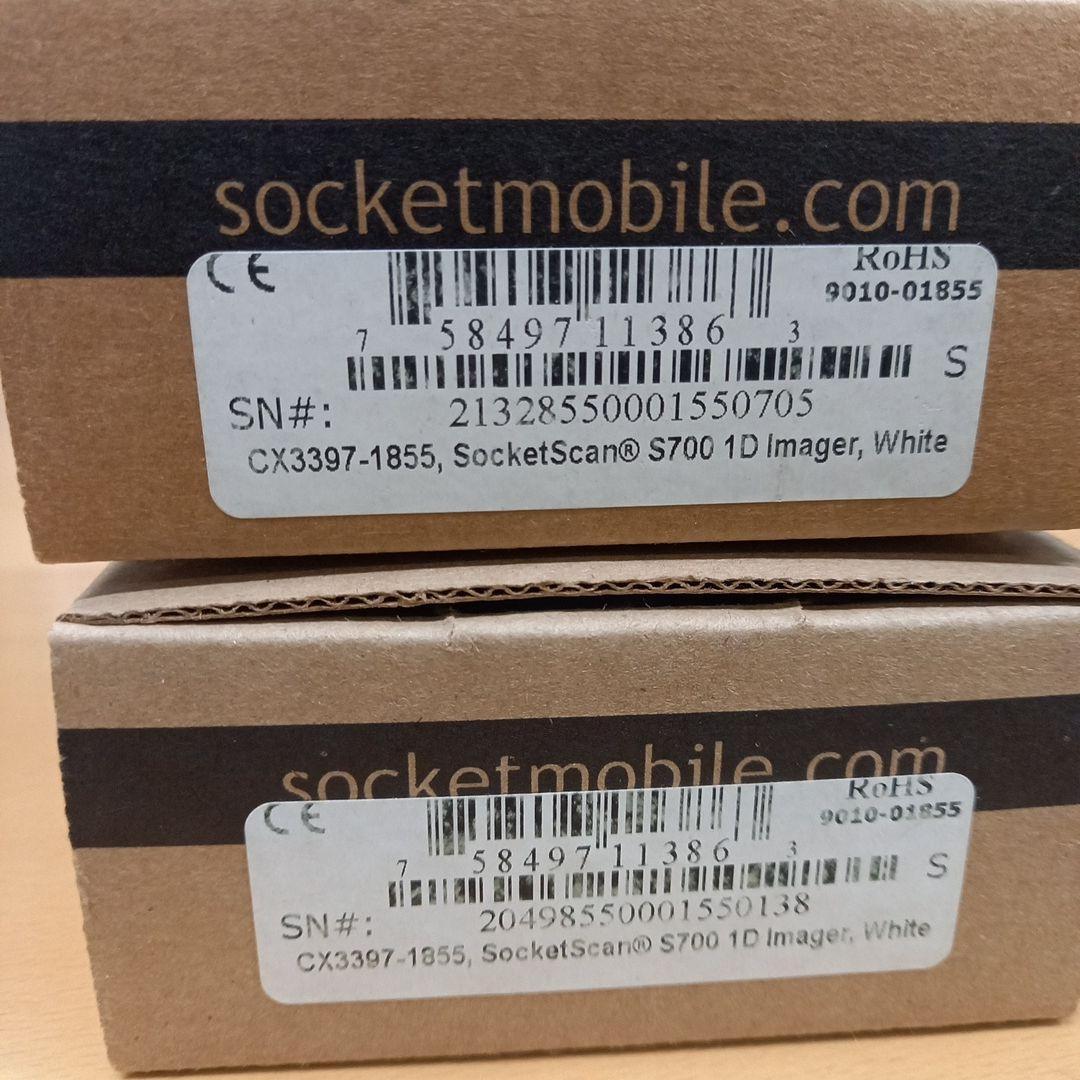 socketmobile.com
CE
RoHS
9010-01855
7 58497 11386 3
S
SN#: 21328550001550705
CX3397-1855, SocketScan® S700 1D Imager, White
socketmobile.com
CE
RoHS
9010-01855
7 58497 11386 3
S
SN#: 20498550001550138
CX3397-1855, SocketScan® S700 1D Imager, White